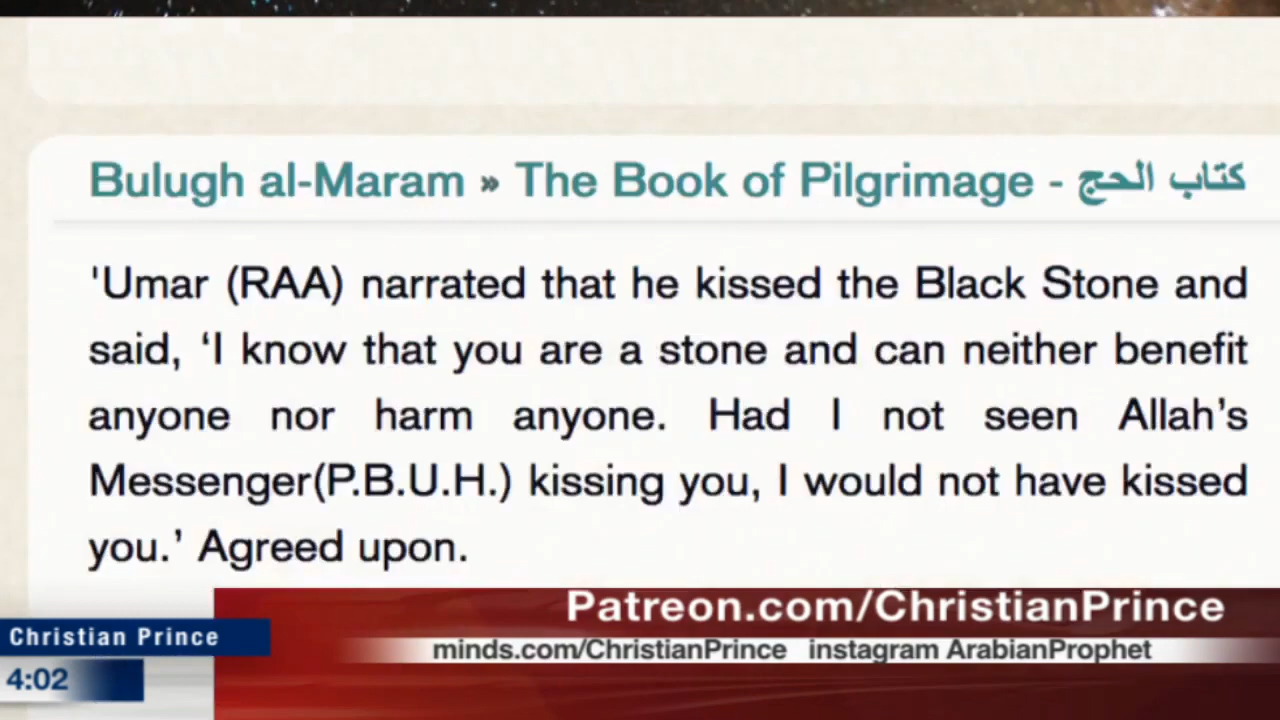 Bulugh al-Maram » The Book of Pilgrimage - كتاب الحج
'Umar (RAA) narrated that he kissed the Black Stone and
said, ‘I know that you are a stone and can neither benefit
anyone nor harm anyone. Had I not seen Allah’s
Messenger(P.B.U.H.) kissing you, I would not have kissed
you.’ Agreed upon.
Patreon.com/ChristianPrince
Christian Prince
minds.com/ChristianPrince instagram ArabianProphet
4:02